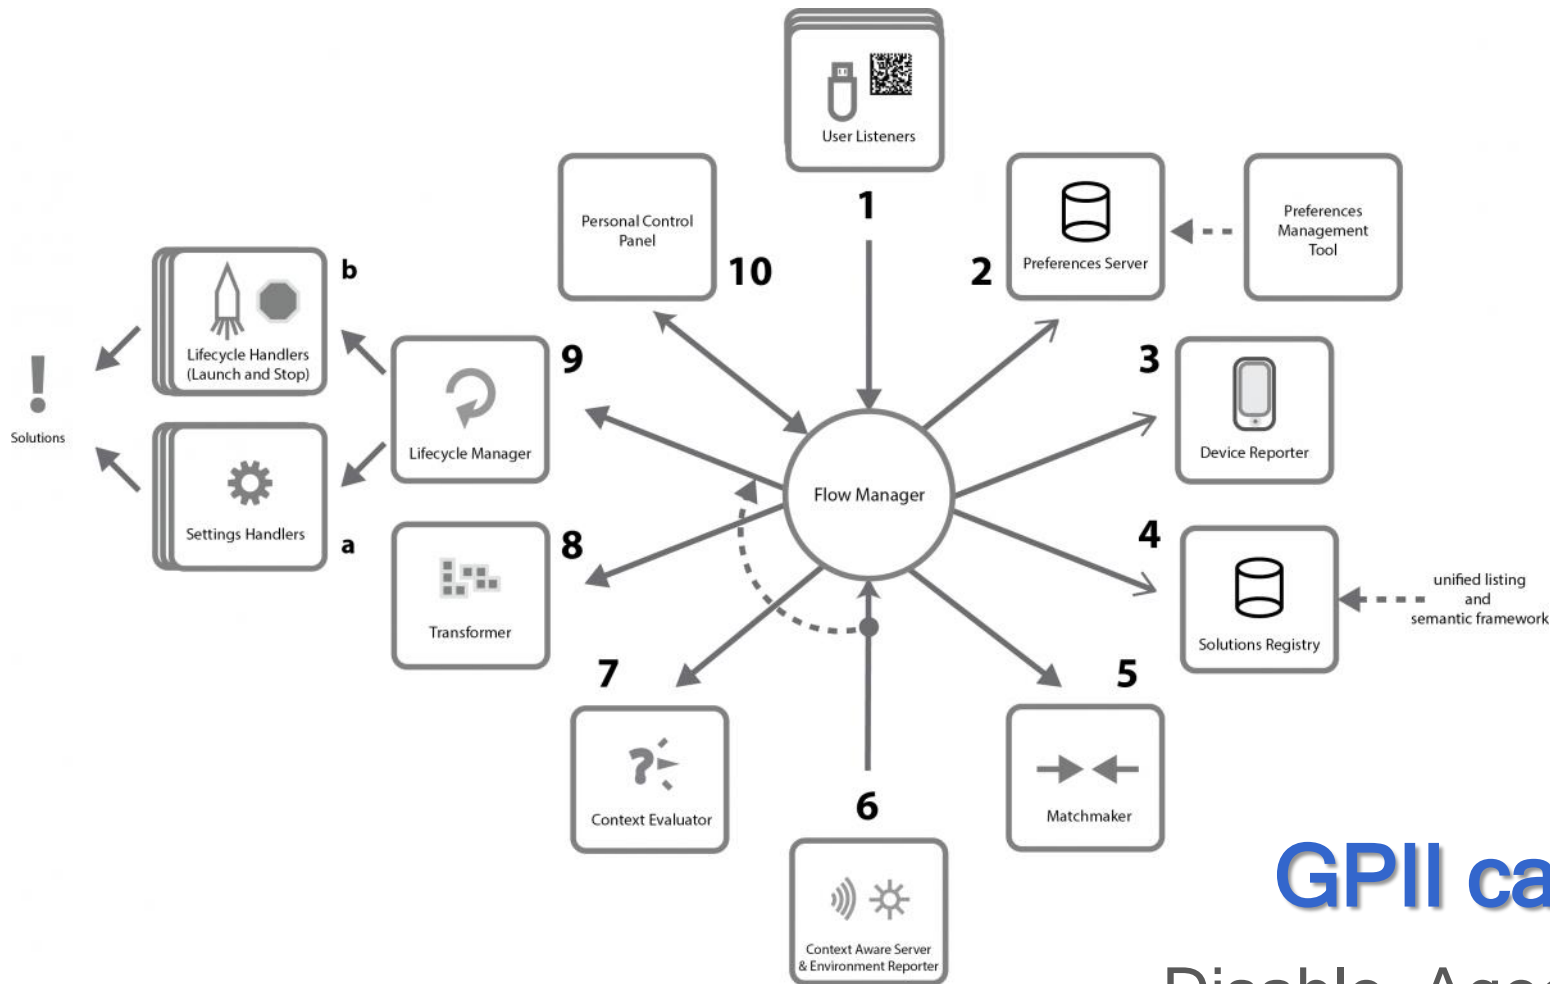 User Listeners
1
Personal Control
Panel
10
2
Preferences Server
Preferences
Management
Tool
b
Lifecycle Handlers
(Launch and Stop)
9
Lifecycle Manager
3
Device Reporter
Solutions
Flow Manager
Settings Handlers
a
8
Transformer
4
Solutions Registry
unified listing
and
semantic framework
7
Context Evaluator
6
Context Aware Server
& Environment Reporter
5
Matchmaker
GPII ca